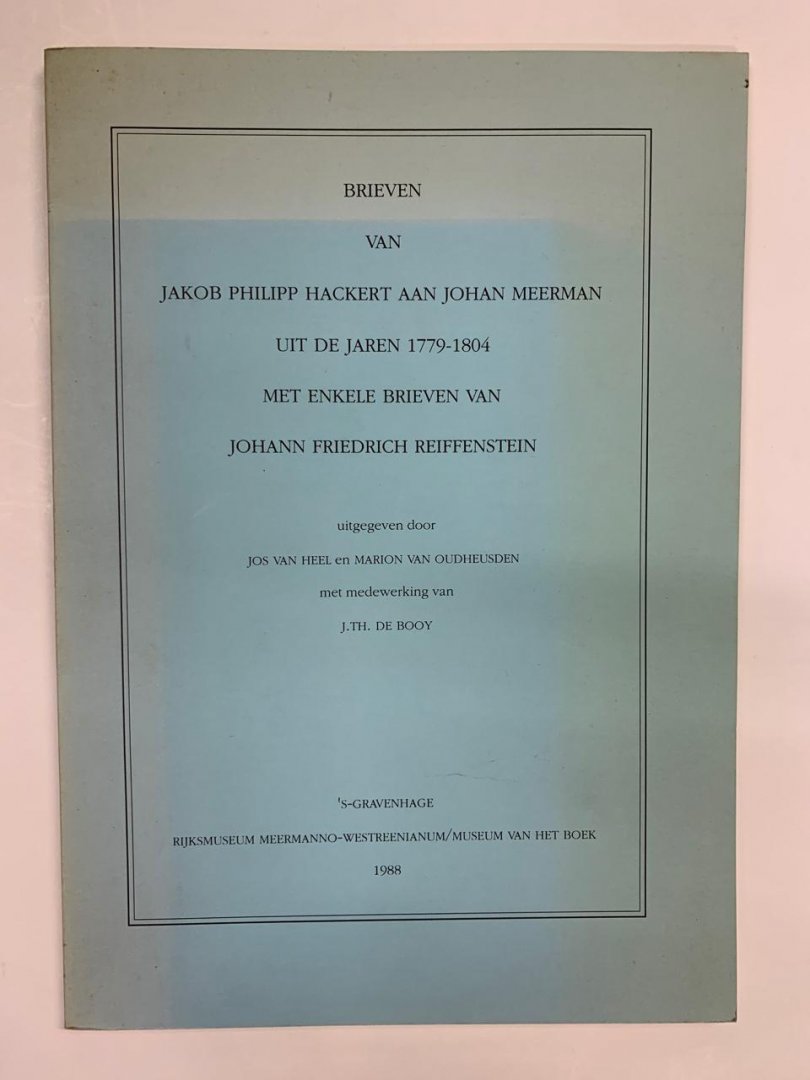 BRIEVEN
VAN
JAKOB PHILIPP HACKERT AAN JOHAN MEERMAN
UIT DE JAREN 1779-1804
MET ENKELE BRIEVEN VAN
JOHANN FRIEDRICH REIFFENSTEIN
uitgegeven door
JOS VAN HEEL en MARION VAN OUDHEUSDEN
met medewerking van
J.TH. DE BOOY
'S-GRAVENHAGE
RIJKSMUSEUM MEERMANNO-WESTREENIANUM/MUSEUM VAN HET BOEK
1988